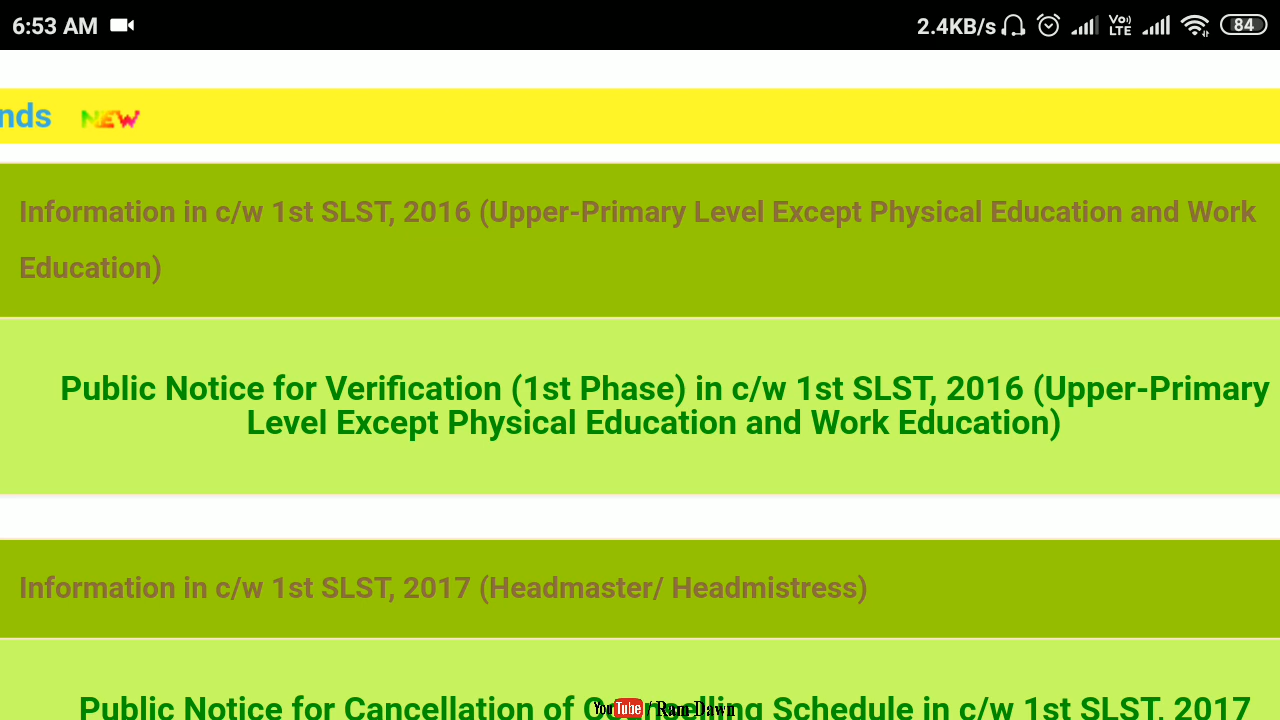 6:53 AM 2.4KB/s Vo) LTE 84
nds NEW
Information in c/w 1st SLST, 2016 (Upper-Primary Level Except Physical Education and Work
Education)
Public Notice for Verification (1st Phase) in c/w 1st SLST, 2016 (Upper-Primary
Level Except Physical Education and Work Education)
Information in c/w 1st SLST, 2017 (Headmaster/ Headmistress)
Public Notice for Cancellation of Counselling Schedule in c/w 1st SLST, 2017
YouTube / Ram Dawn